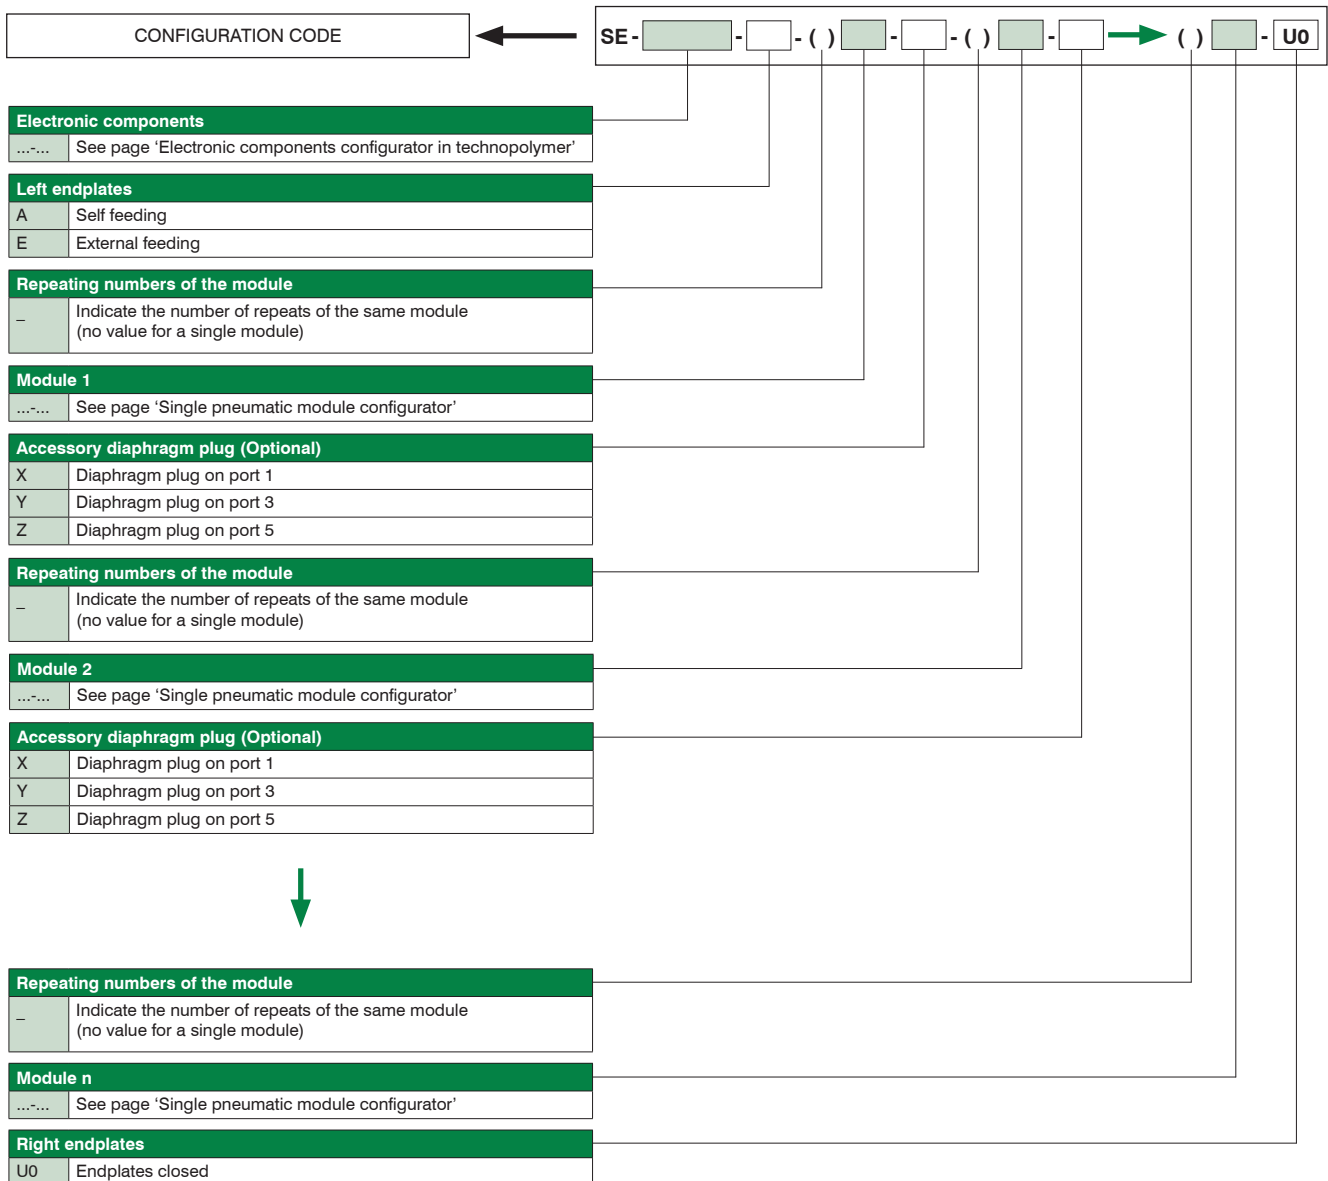 CONFIGURATION CODE
SE - - - ( ) - - ( ) - ( ) - U0
Electronic components
...-... See page ‘Electronic components configurator in technopolymer’
Left endplates
A Self feeding
E External feeding
Repeating numbers of the module
_ Indicate the number of repeats of the same module
(no value for a single module)
Module 1
...-... See page ‘Single pneumatic module configurator’
Accessory diaphragm plug (Optional)
X Diaphragm plug on port 1
Y Diaphragm plug on port 3
Z Diaphragm plug on port 5
Repeating numbers of the module
_ Indicate the number of repeats of the same module
(no value for a single module)
Module 2
...-... See page ‘Single pneumatic module configurator’
Accessory diaphragm plug (Optional)
X Diaphragm plug on port 1
Y Diaphragm plug on port 3
Z Diaphragm plug on port 5
Repeating numbers of the module
_ Indicate the number of repeats of the same module
(no value for a single module)
Module n
...-... See page ‘Single pneumatic module configurator’
Right endplates
U0 Endplates closed